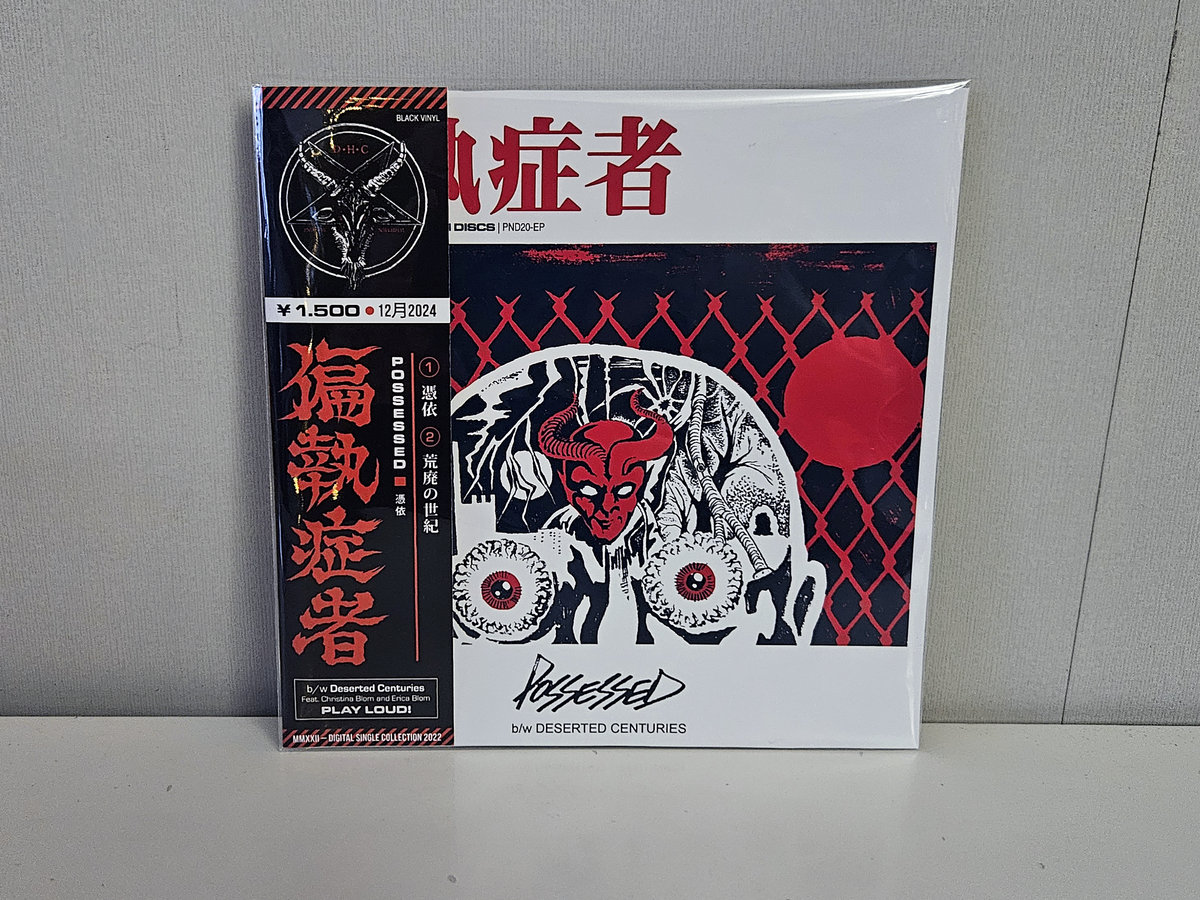 BLACK VINYL
D•H•C
¥ 1.500 ● 12月2024
偏執症者
POSSESSED ■ 憑依
① 憑依 ② 荒廃の世紀
b/w Deserted Centuries
Feat. Christina Blom and Erica Blom
PLAY LOUD!
MMXXII – DIGITAL SINGLE COLLECTION 2022
執症者
DISCS | PND20-EP
POSSESSED
b/w DESERTED CENTURIES